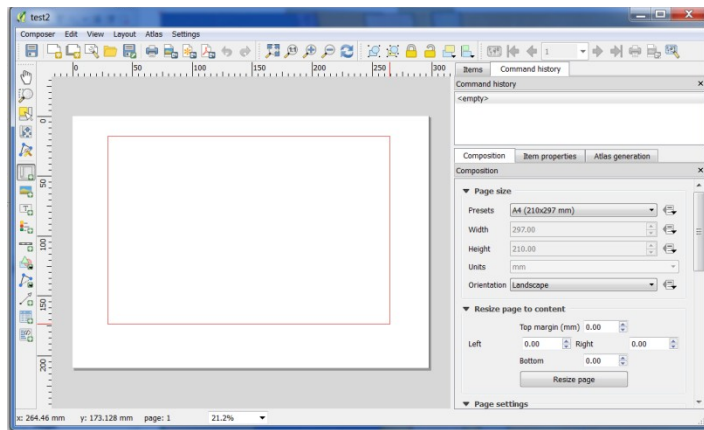 test2
Composer Edit View Layout Atlas Settings
1
0 50 100 150 200 250 300
Items Command history
Command history x
<empty>
0
50
100
150
200
Composition Item properties Atlas generation
Composition x
Page size
Presets A4 (210x297 mm)
Width 297.00
Height 210.00
Units mm
Orientation Landscape
Resize page to content
Top margin (mm) 0.00
Left 0.00 Right 0.00
Bottom 0.00
Resize page
Page settings
x: 264.46 mm y: 173.128 mm page: 1 21.2%